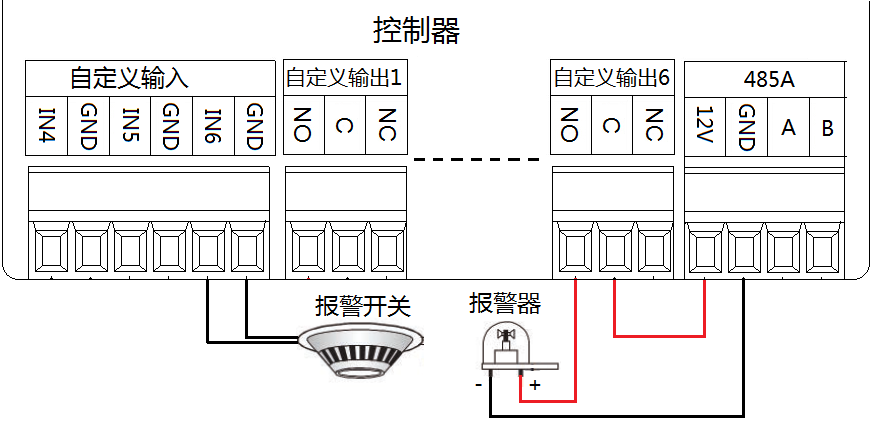 控制器
自定义输入 自定义输出1 自定义输出6 485A
IN4 GND IN5 GND IN6 GND NO C NC NO C NC 12V GND A B
报警开关 报警器
- +